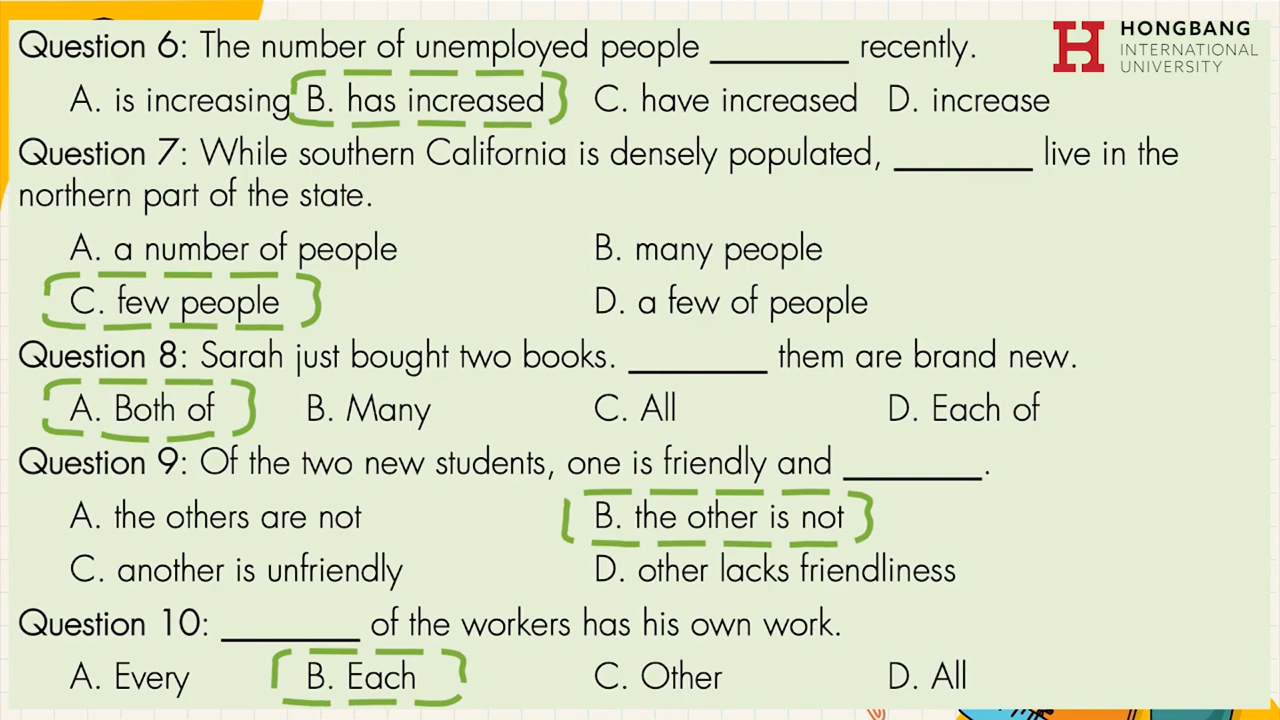 HONGBANG
INTERNATIONAL
UNIVERSITY
Question 6: The number of unemployed people ________ recently.
A. is increasing B. has increased C. have increased D. increase
Question 7: While southern California is densely populated, ________ live in the
northern part of the state.
A. a number of people B. many people
C. few people D. a few of people
Question 8: Sarah just bought two books. ________ them are brand new.
A. Both of B. Many C. All D. Each of
Question 9: Of the two new students, one is friendly and ________.
A. the others are not B. the other is not
C. another is unfriendly D. other lacks friendliness
Question 10: ________ of the workers has his own work.
A. Every B. Each C. Other D. All